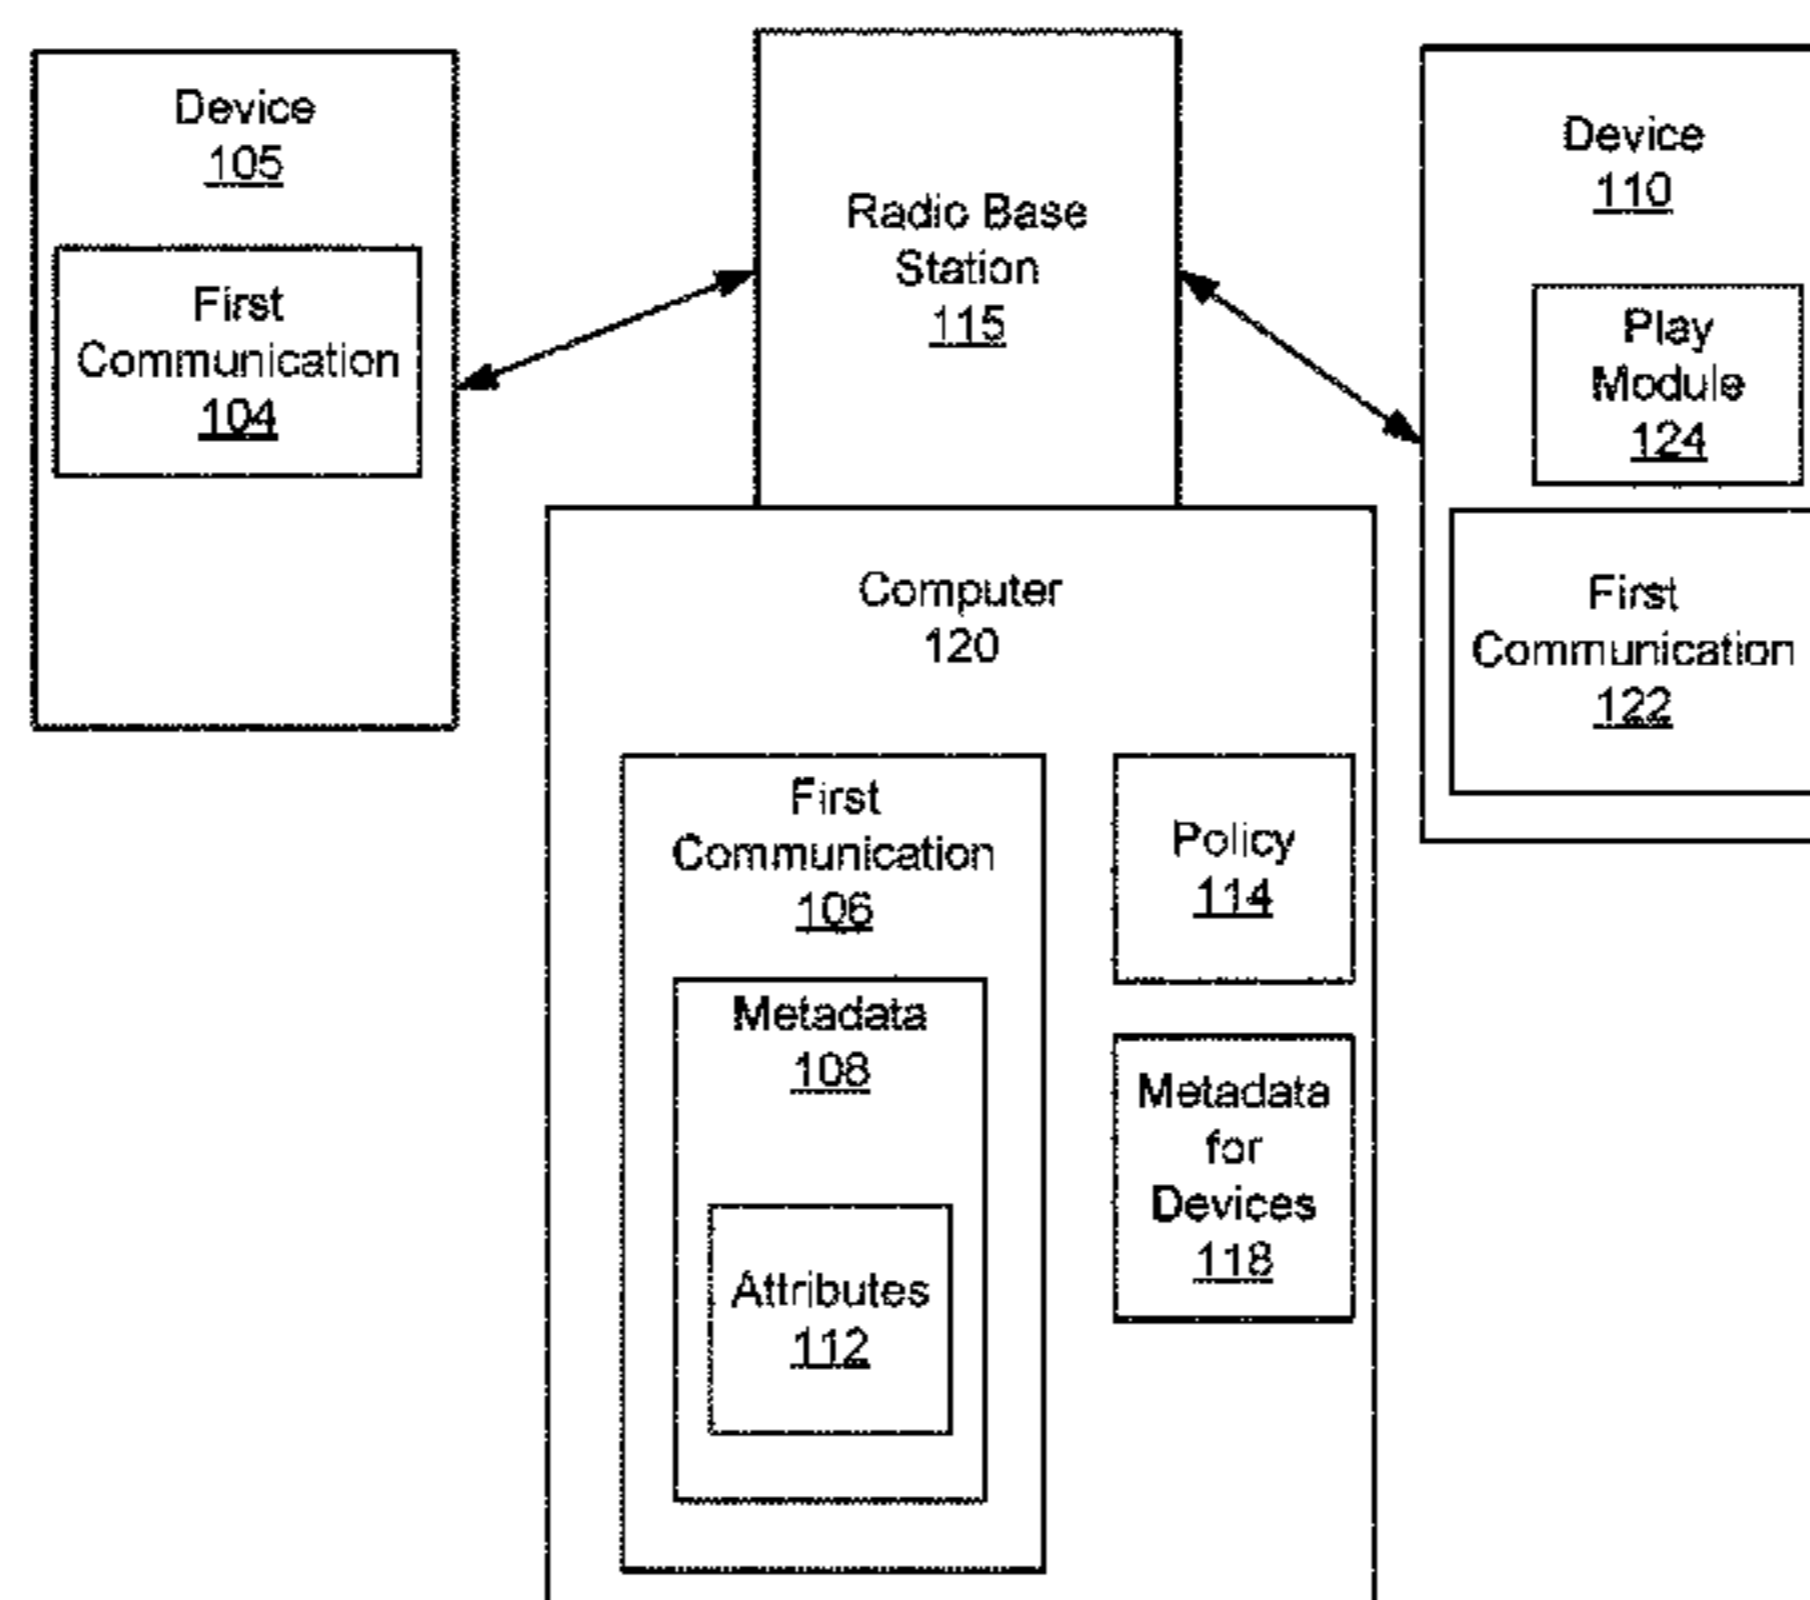 Device
105
First
Communication
104
Radio Base
Station
115
Device
110
Play
Module
124
First
Communication
122
Computer
120
First
Communication
106
Metadata
108
Attributes
112
Policy
114
Metadata
for
Devices
118